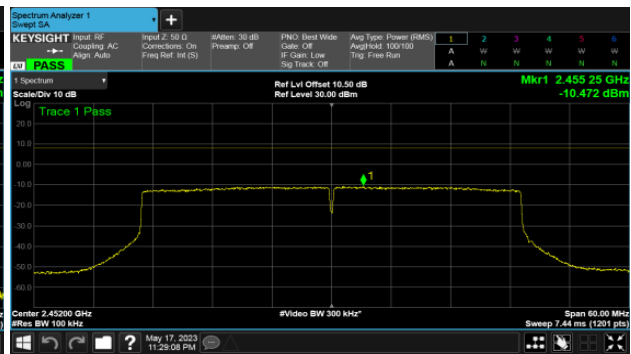 Spectrum Analyzer 1
Swept SA
KEYSIGHT Input: RF Input Z: 50 Ω #Atten: 30 dB PNO: Best Wide Avg Type: Power (RMS) 1 2 3 4 5 6
Coupling: AC Corrections: On Preamp: Off Gate: Off Avg|Hold: 100/100 A W W W W W
Align: Auto Freq Ref: Int (S) IF Gain: Low Trig: Free Run
Sig Track: Off A N N N N N
LXI PASS
1 Spectrum Ref Lvl Offset 10.50 dB Mkr1 2.455 25 GHz
Scale/Div 10 dB Ref Level 30.00 dBm -10.472 dBm
Log
Trace 1 Pass
20.0
10.0
0.00
-10.0
1
-20.0
-30.0
-40.0
-50.0
-60.0
Center 2.45200 GHz #Video BW 300 kHz* Span 60.00 MHz
#Res BW 100 kHz Sweep 7.44 ms (1201 pts)
? May 17, 2023
11:29:08 PM